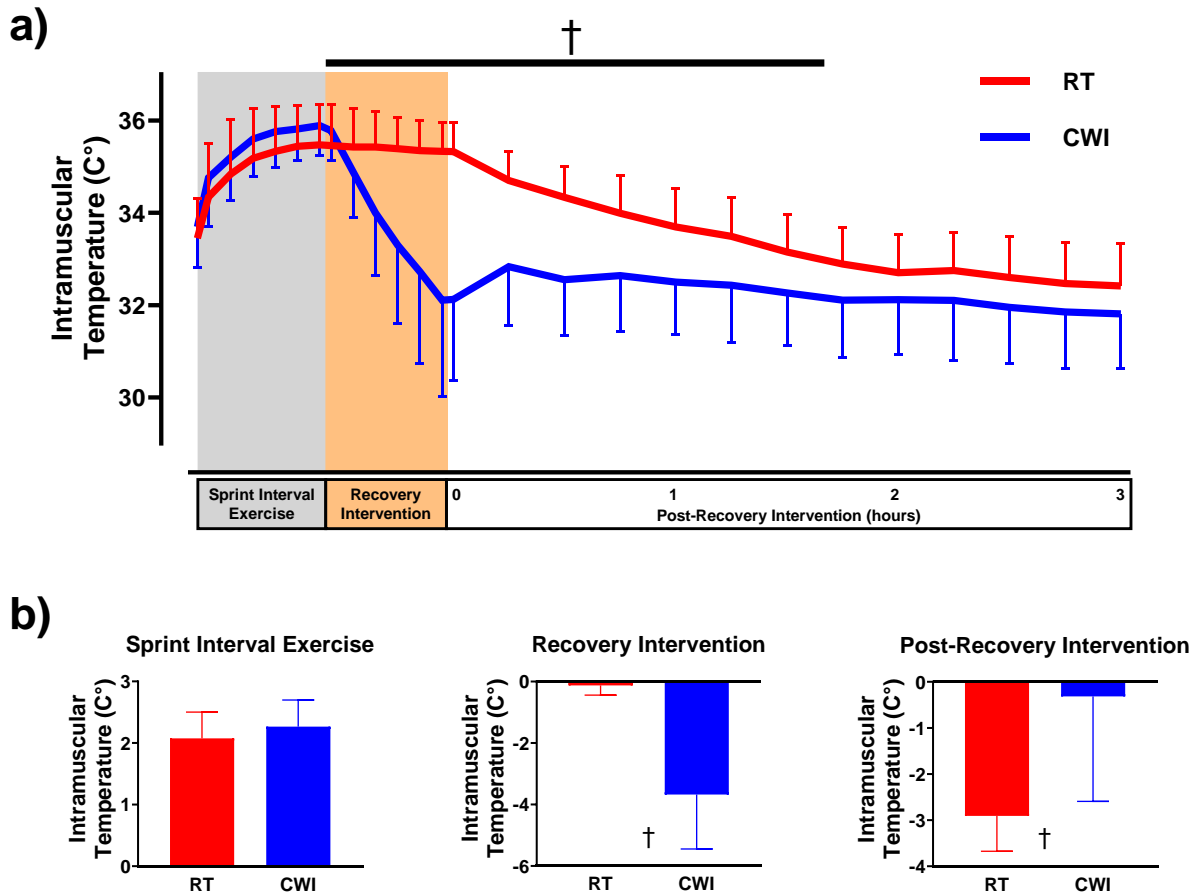 a)
†
RT
CWI
Intramuscular
Temperature (C°)
36
34
32
30
Sprint Interval
Exercise
Recovery
Intervention
0
1
2
3
Post-Recovery Intervention (hours)
b)
Sprint Interval Exercise
Intramuscular
Temperature (C°)
3
2
1
0
RT
CWI
Recovery Intervention
Intramuscular
Temperature (C°)
0
-2
-4
-6
†
RT
CWI
Post-Recovery Intervention
Intramuscular
Temperature (C°)
0
-1
-2
-3
-4
†
RT
CWI